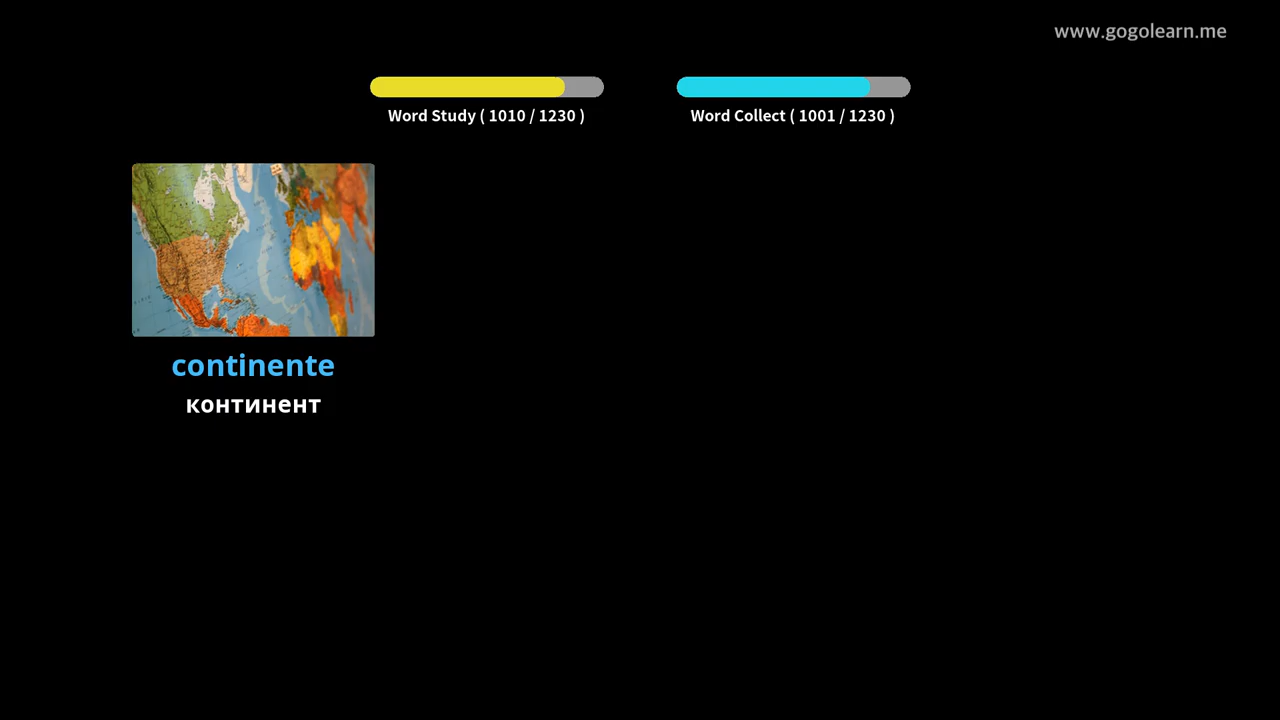 www.gogolearn.me
Word Study ( 1010 / 1230 )
Word Collect ( 1001 / 1230 )
continente
континент